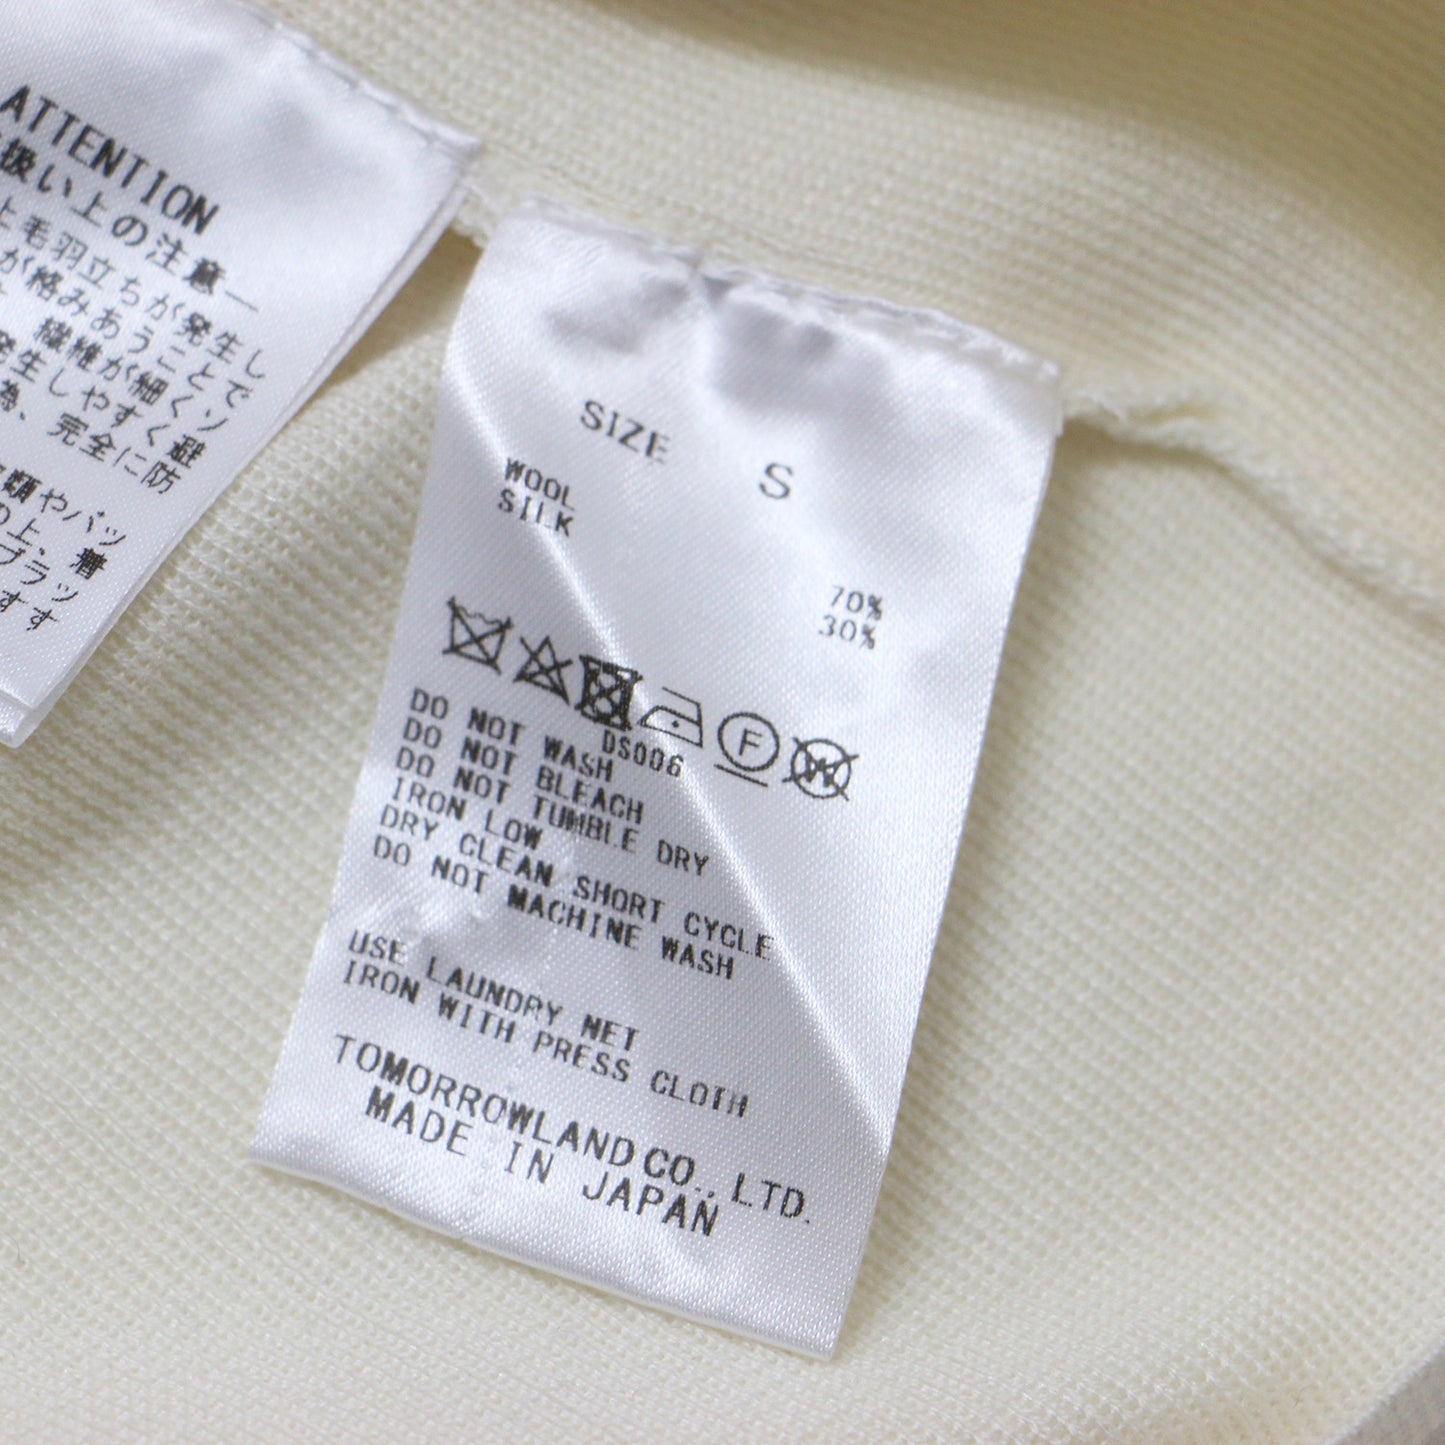 ATTENTION
扱い上の注意
毛羽立ちが発生し
が絡みあうことで
繊維が細くソ
発生しやすく避
為、完全に防
類やバッ
の上、着
ブラッ
すす
SIZE S
WOOL 70%
SILK 30%
F W
DS006
DO NOT WASH
DO NOT BLEACH
DO NOT TUMBLE DRY
IRON LOW
DRY CLEAN SHORT CYCLE
DO NOT MACHINE WASH
USE LAUNDRY NET
IRON WITH PRESS CLOTH
TOMORROWLAND CO., LTD.
MADE IN JAPAN